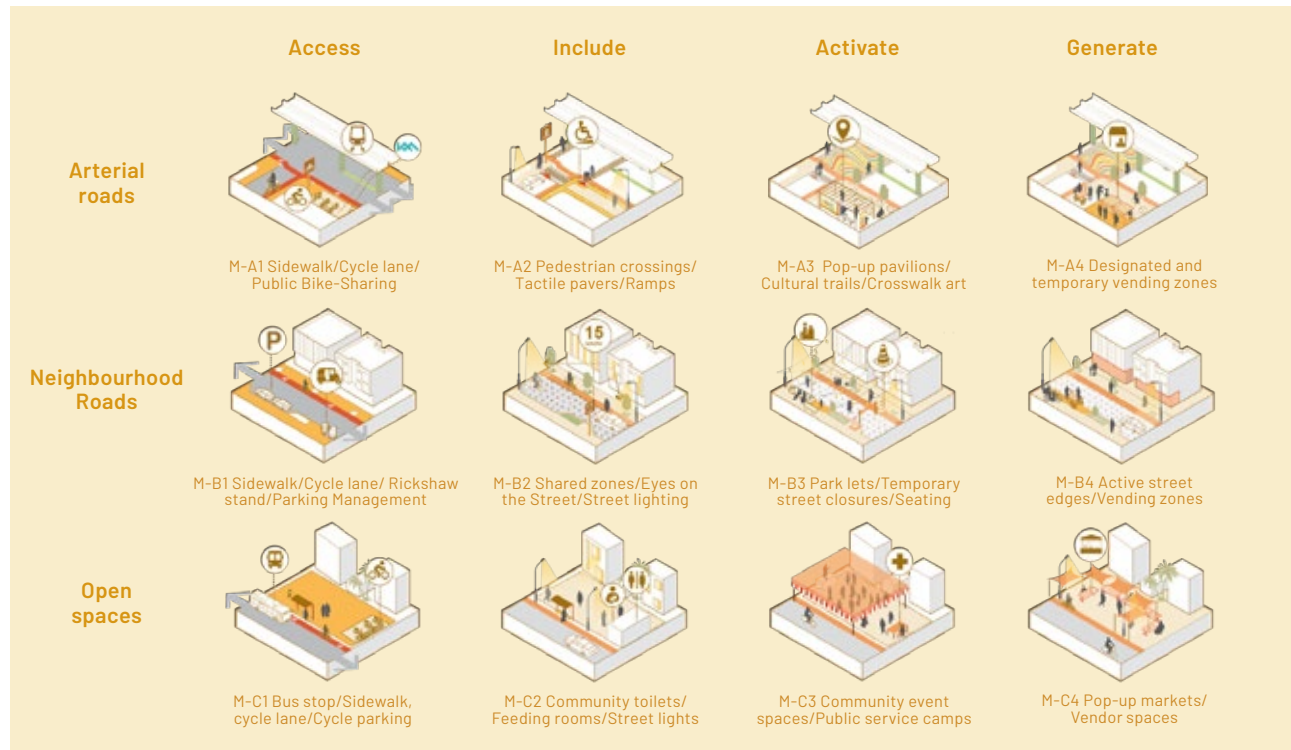 Access
Include
Activate
Generate
Arterial
roads
M-A1 Sidewalk/Cycle lane/
Public Bike-Sharing
M-A2 Pedestrian crossings/
Tactile pavers/Ramps
M-A3 Pop-up pavilions/
Cultural trails/Crosswalk art
M-A4 Designated and
temporary vending zones
Neighbourhood
Roads
P
15
M-B1 Sidewalk/Cycle lane/ Rickshaw
stand/Parking Management
M-B2 Shared zones/Eyes on
the Street/Street lighting
M-B3 Park lets/Temporary
street closures/Seating
M-B4 Active street
edges/Vending zones
Open
spaces
M-C1 Bus stop/Sidewalk,
cycle lane/Cycle parking
M-C2 Community toilets/
Feeding rooms/Street lights
M-C3 Community event
spaces/Public service camps
M-C4 Pop-up markets/
Vendor spaces